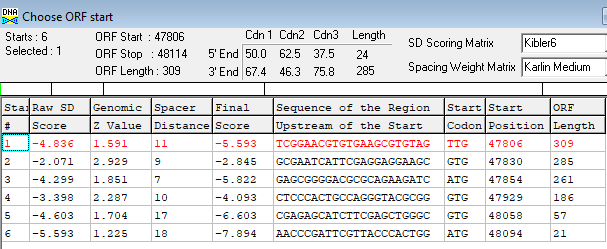 DNA Choose ORF start
Starts : 6 ORF Start : 47806 Cdn 1 Cdn2 Cdn3 Length SD Scoring Matrix Kibler6
Selected : 1 ORF Stop : 48114 5' End 50.0 62.5 37.5 24
ORF Length : 309 3' End 67.4 46.3 75.8 285 Spacing Weight Matrix Karlin Medium
Star Raw SD Genomic Spacer Final Sequence of the Region Start Start ORF
# Score Z Value Distance Score Upstream of the Start Codon Position Length
1 -4.836 1.591 11 -5.593 TCGGAACGTGTGAAGCGTGTAG TTG 47806 309
2 -2.071 2.929 9 -2.845 GCGAATCATTCGAGGAGGAAGC GTG 47830 285
3 -4.299 1.851 7 -5.822 GAGCGGGGACGCGCAGAAGATC ATG 47854 261
4 -3.398 2.287 10 -4.093 CTCCCACTGCCAGGGTACGCGG GTG 47929 186
5 -4.603 1.704 17 -6.603 CGAGAGCATCTTCGAGCTGGGC GTG 48058 57
6 -5.593 1.225 18 -7.894 AACCCGATTCGTTACCCACTGG ATG 48094 21